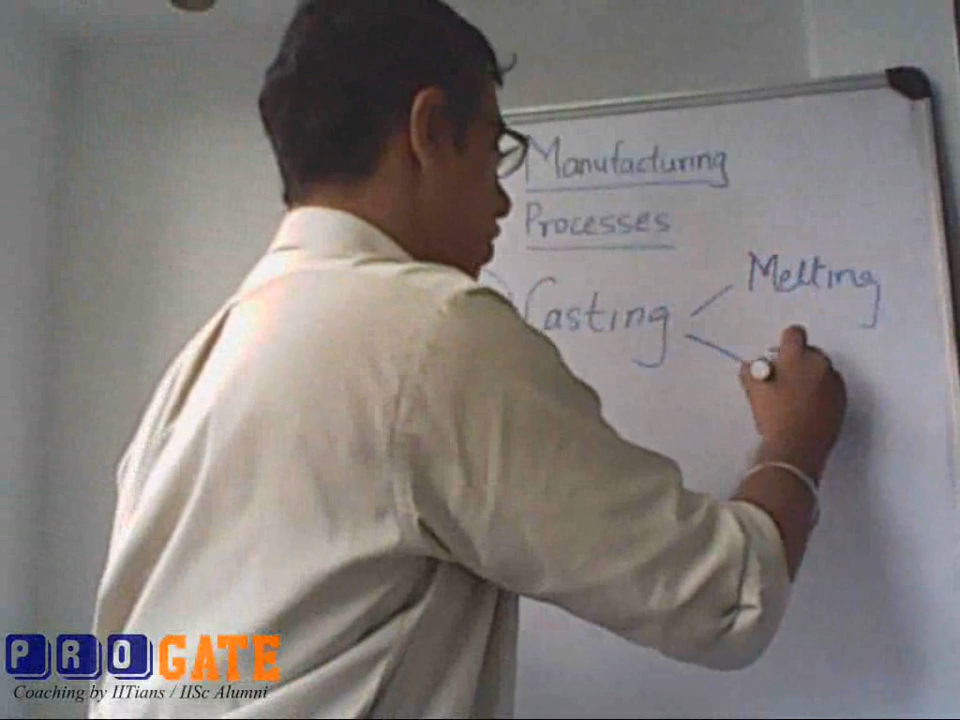 Manufacturing
Processes
Casting
Melting
PROGATE
Coaching by IITians / IISc Alumni